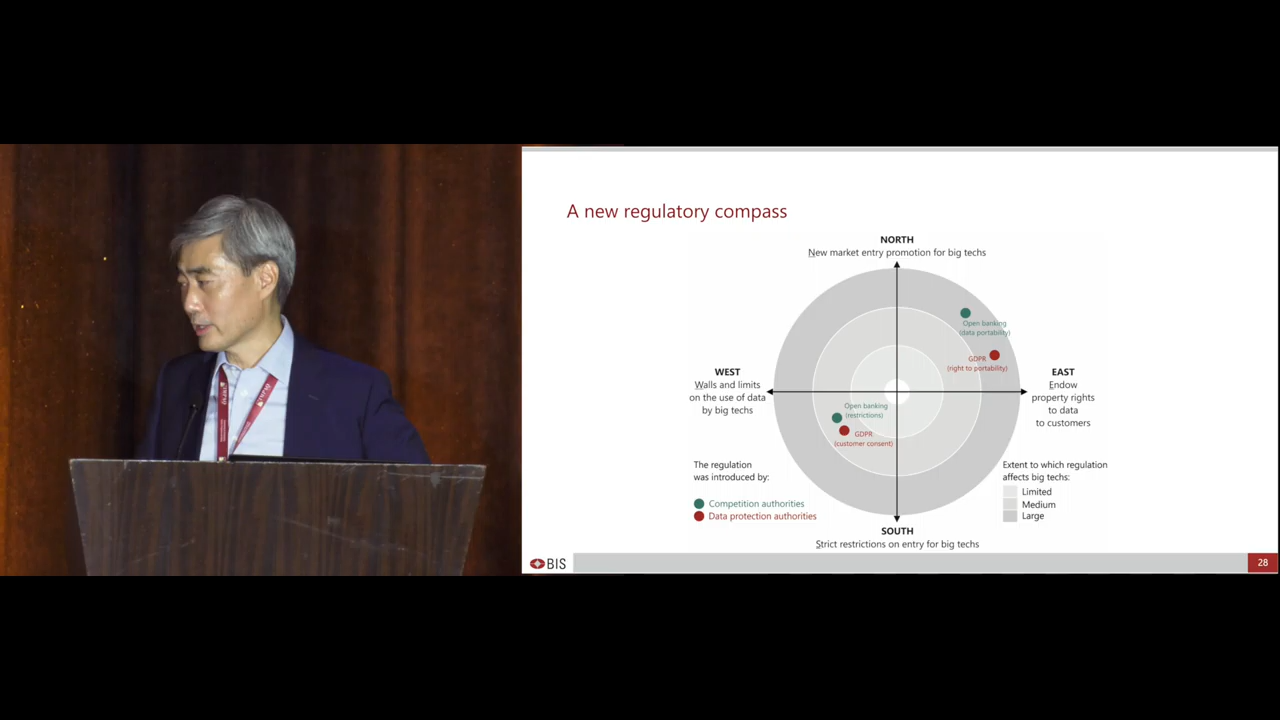 A new regulatory compass
NORTH
New market entry promotion for big techs
Open banking
(data portability)
GDPR
(right to portability)
WEST
Walls and limits
on the use of data
by big techs
EAST
Endow
property rights
to data
to customers
Open banking
(restrictions)
GDPR
(customer consent)
The regulation
was introduced by:
Competition authorities
Data protection authorities
Extent to which regulation
affects big techs:
Limited
Medium
Large
SOUTH
Strict restrictions on entry for big techs
BIS
28